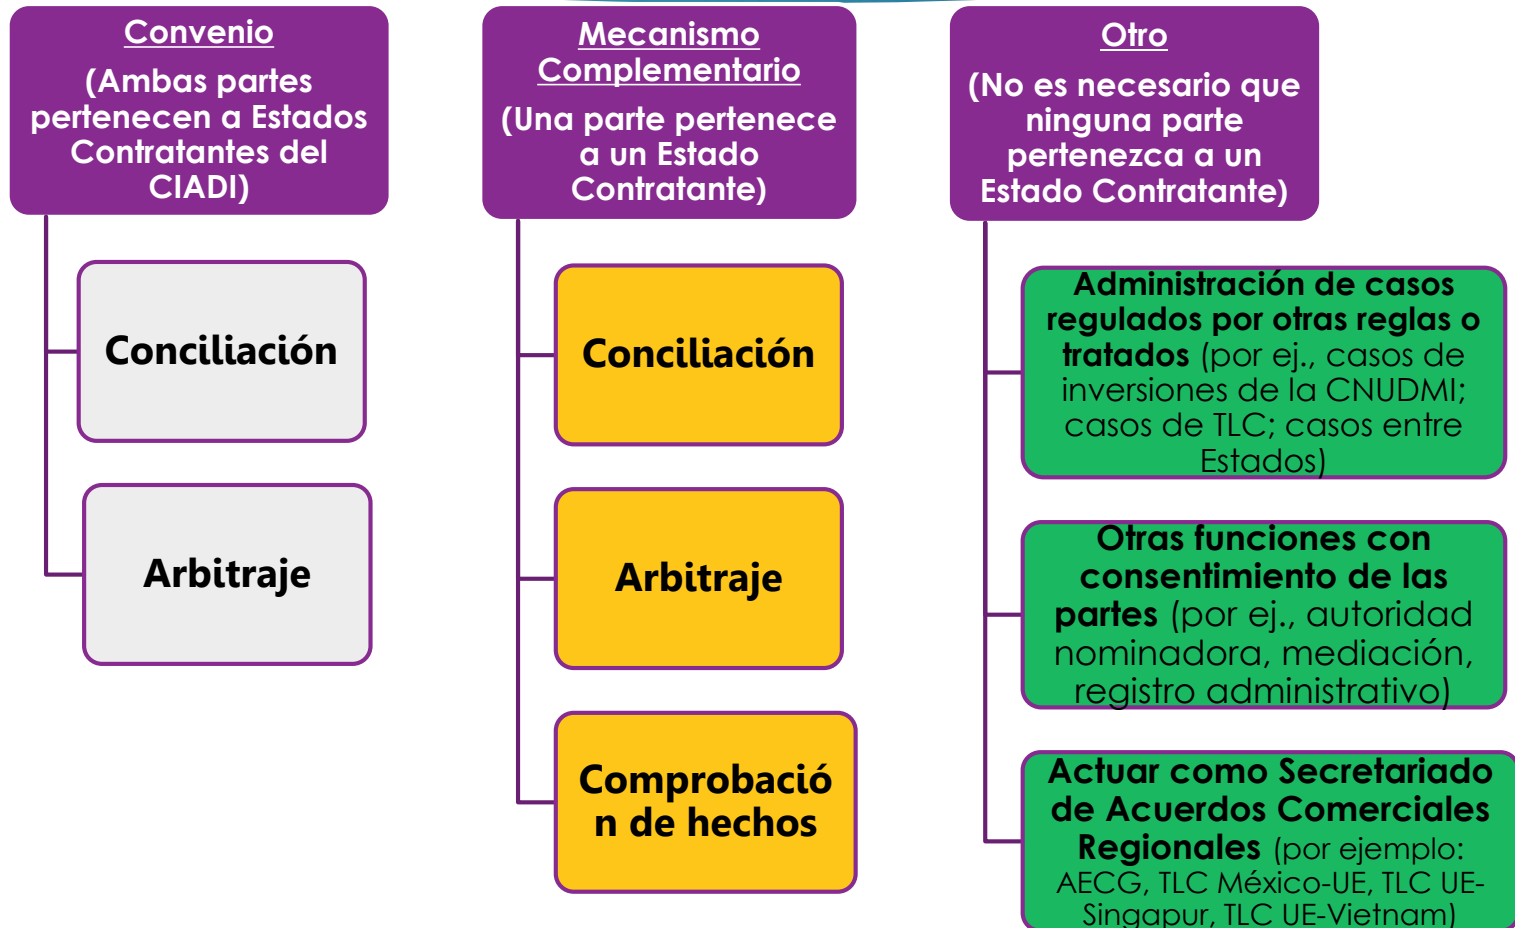 Convenio
(Ambas partes
pertenecen a Estados
Contratantes del
CIADI)
Conciliación
Arbitraje
Mecanismo
Complementario
(Una parte pertenece
a un Estado
Contratante)
Conciliación
Arbitraje
Comprobació
n de hechos
Otro
(No es necesario que
ninguna parte
pertenezca a un
Estado Contratante)
Administración de casos
regulados por otras reglas o
tratados (por ej., casos de
inversiones de la CNUDMI;
casos de TLC; casos entre
Estados)
Otras funciones con
consentimiento de las
partes (por ej., autoridad
nominadora, mediación,
registro administrativo)
Actuar como Secretariado
de Acuerdos Comerciales
Regionales (por ejemplo:
AECG, TLC México-UE, TLC UE-
Singapur, TLC UE-Vietnam)